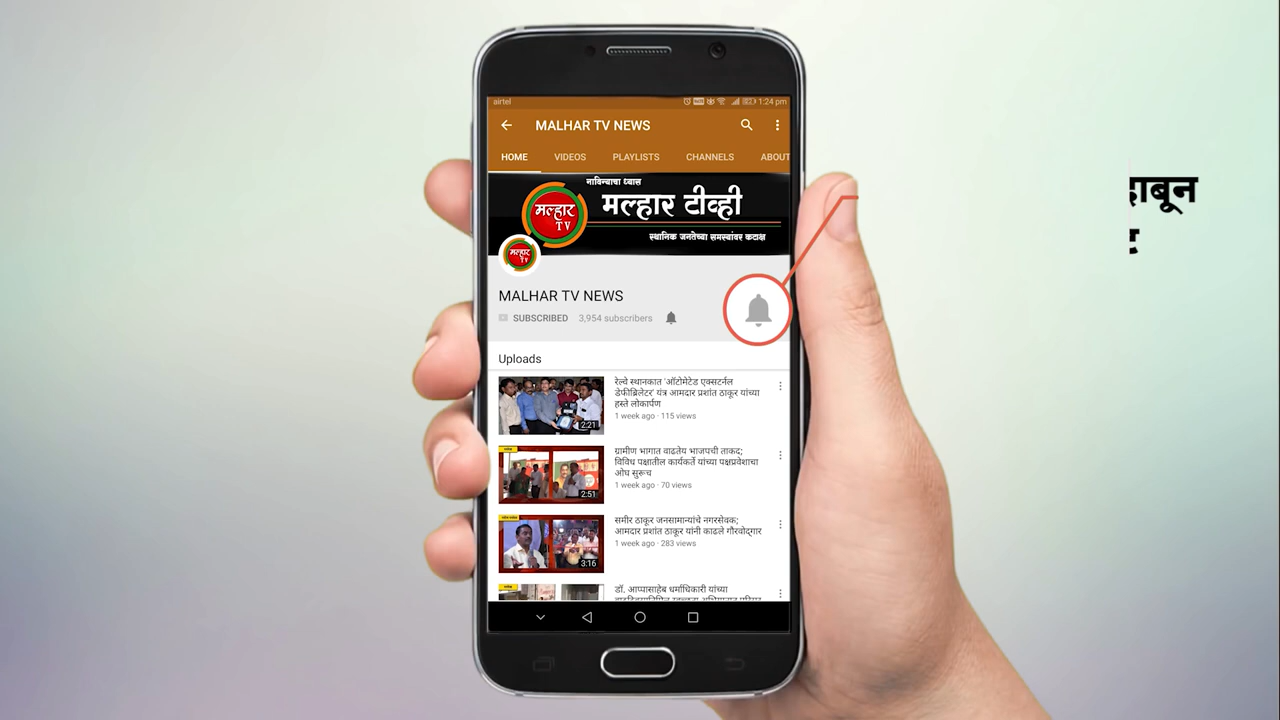 airtel
1:24 pm
MALHAR TV NEWS
HOME VIDEOS PLAYLISTS CHANNELS ABOUT
नाविन्याचा ध्यास
मल्हार टीव्ही
मल्हार
TV
स्थानिक जनतेच्या समस्यांवर कटाक्ष
मल्हार
TV
MALHAR TV NEWS
SUBSCRIBED 3,954 subscribers
Uploads
रेल्वे स्थानकात 'ऑटोमेटेड एक्सटर्नल
डेफीब्रिलेटर' यंत्र आमदार प्रशांत ठाकूर यांच्या
हस्ते लोकार्पण
1 week ago · 115 views
2:21
ग्रामीण भागात वाढतेय भाजपची ताकद;
विविध पक्षातील कार्यकर्ते यांच्या पक्षप्रवेशाचा
ओघ सुरूच
1 week ago · 70 views
2:51
समीर ठाकूर जनसामान्यांचे नगरसेवक;
आमदार प्रशांत ठाकूर यांनी काढले गौरवोद्गार
1 week ago · 283 views
3:16
डॉ. आप्पासाहेब धर्माधिकारी यांच्या